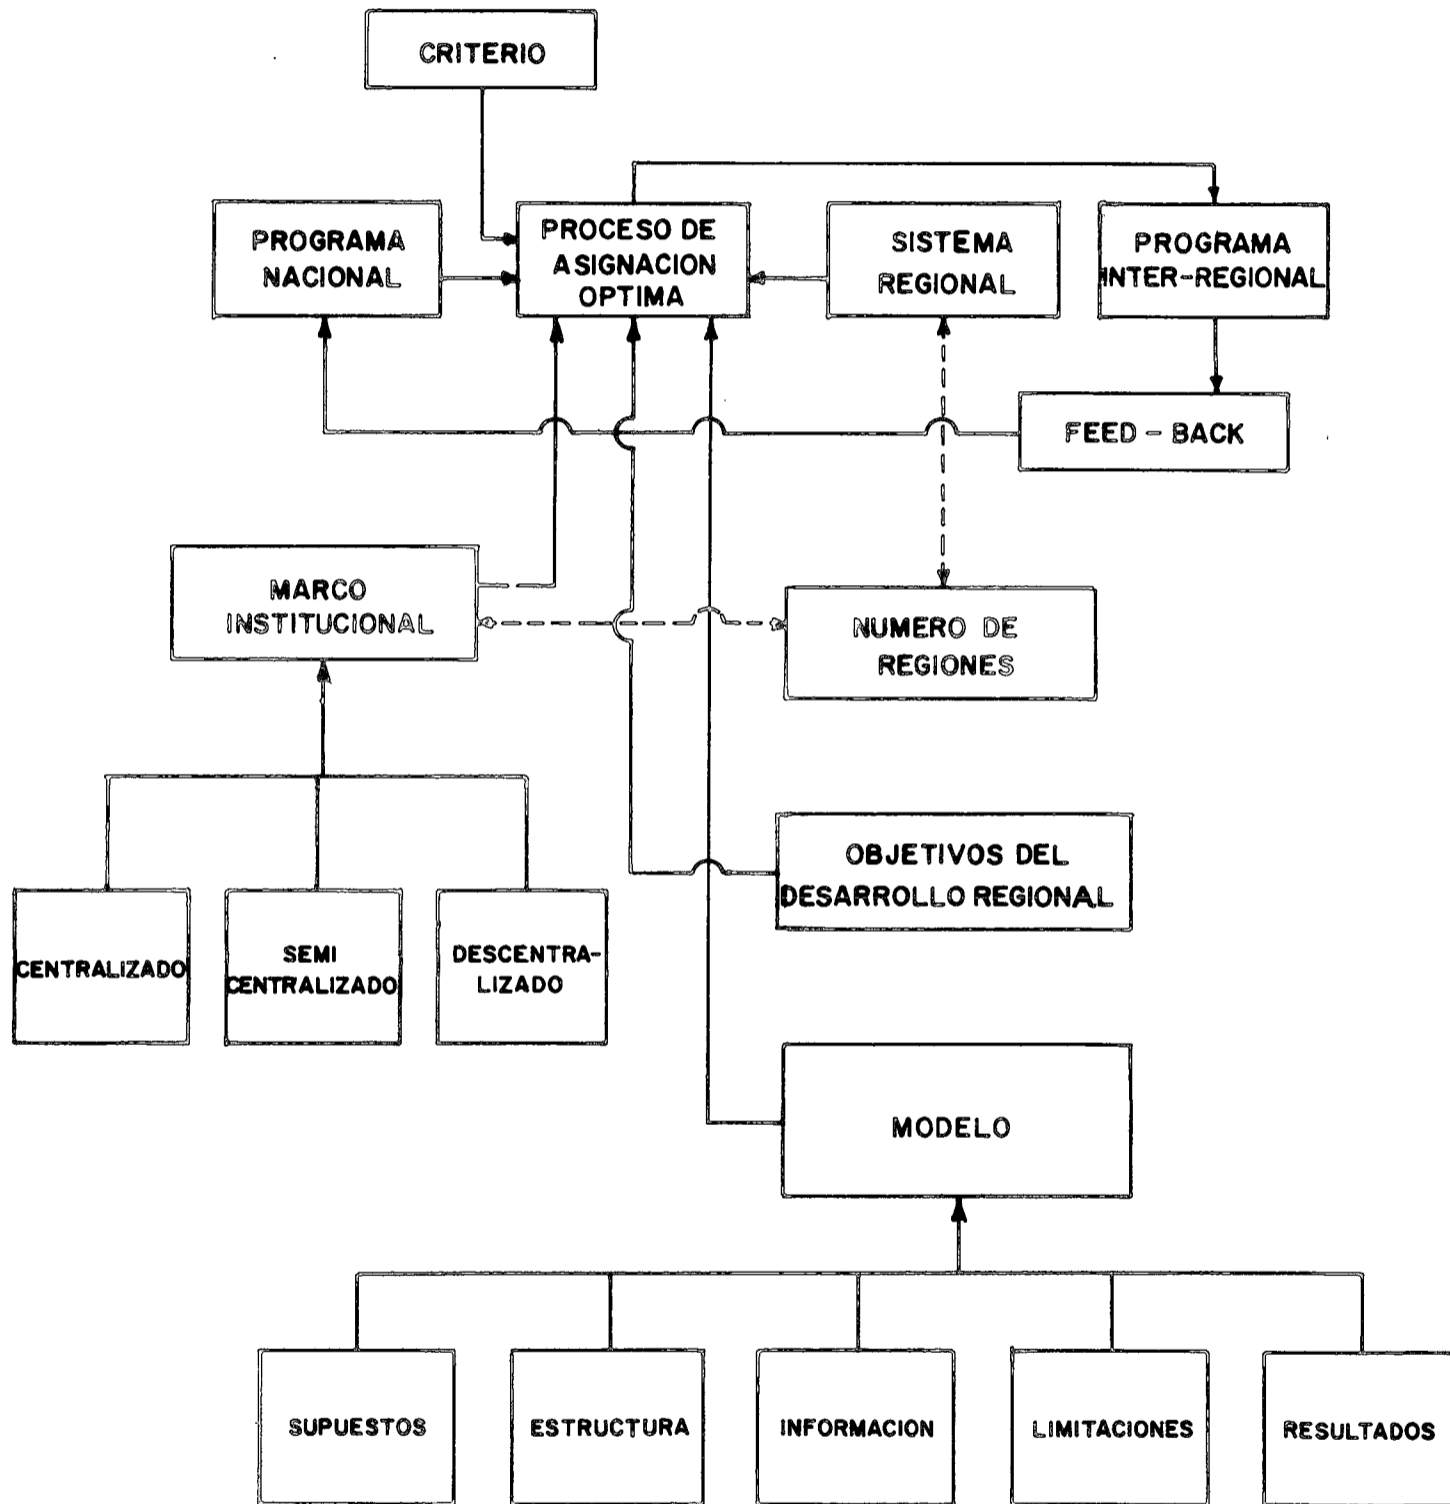 CRITERIO
PROGRAMA
NACIONAL
PROCESO DE
ASIGNACION
OPTIMA
SISTEMA
REGIONAL
PROGRAMA
INTER-REGIONAL
FEED - BACK
MARCO
INSTITUCIONAL
NUMERO DE
REGIONES
OBJETIVOS DEL
DESARROLLO REGIONAL
CENTRALIZADO
SEMI
CENTRALIZADO
DESCENTRA-
LIZADO
MODELO
SUPUESTOS
ESTRUCTURA
INFORMACION
LIMITACIONES
RESULTADOS